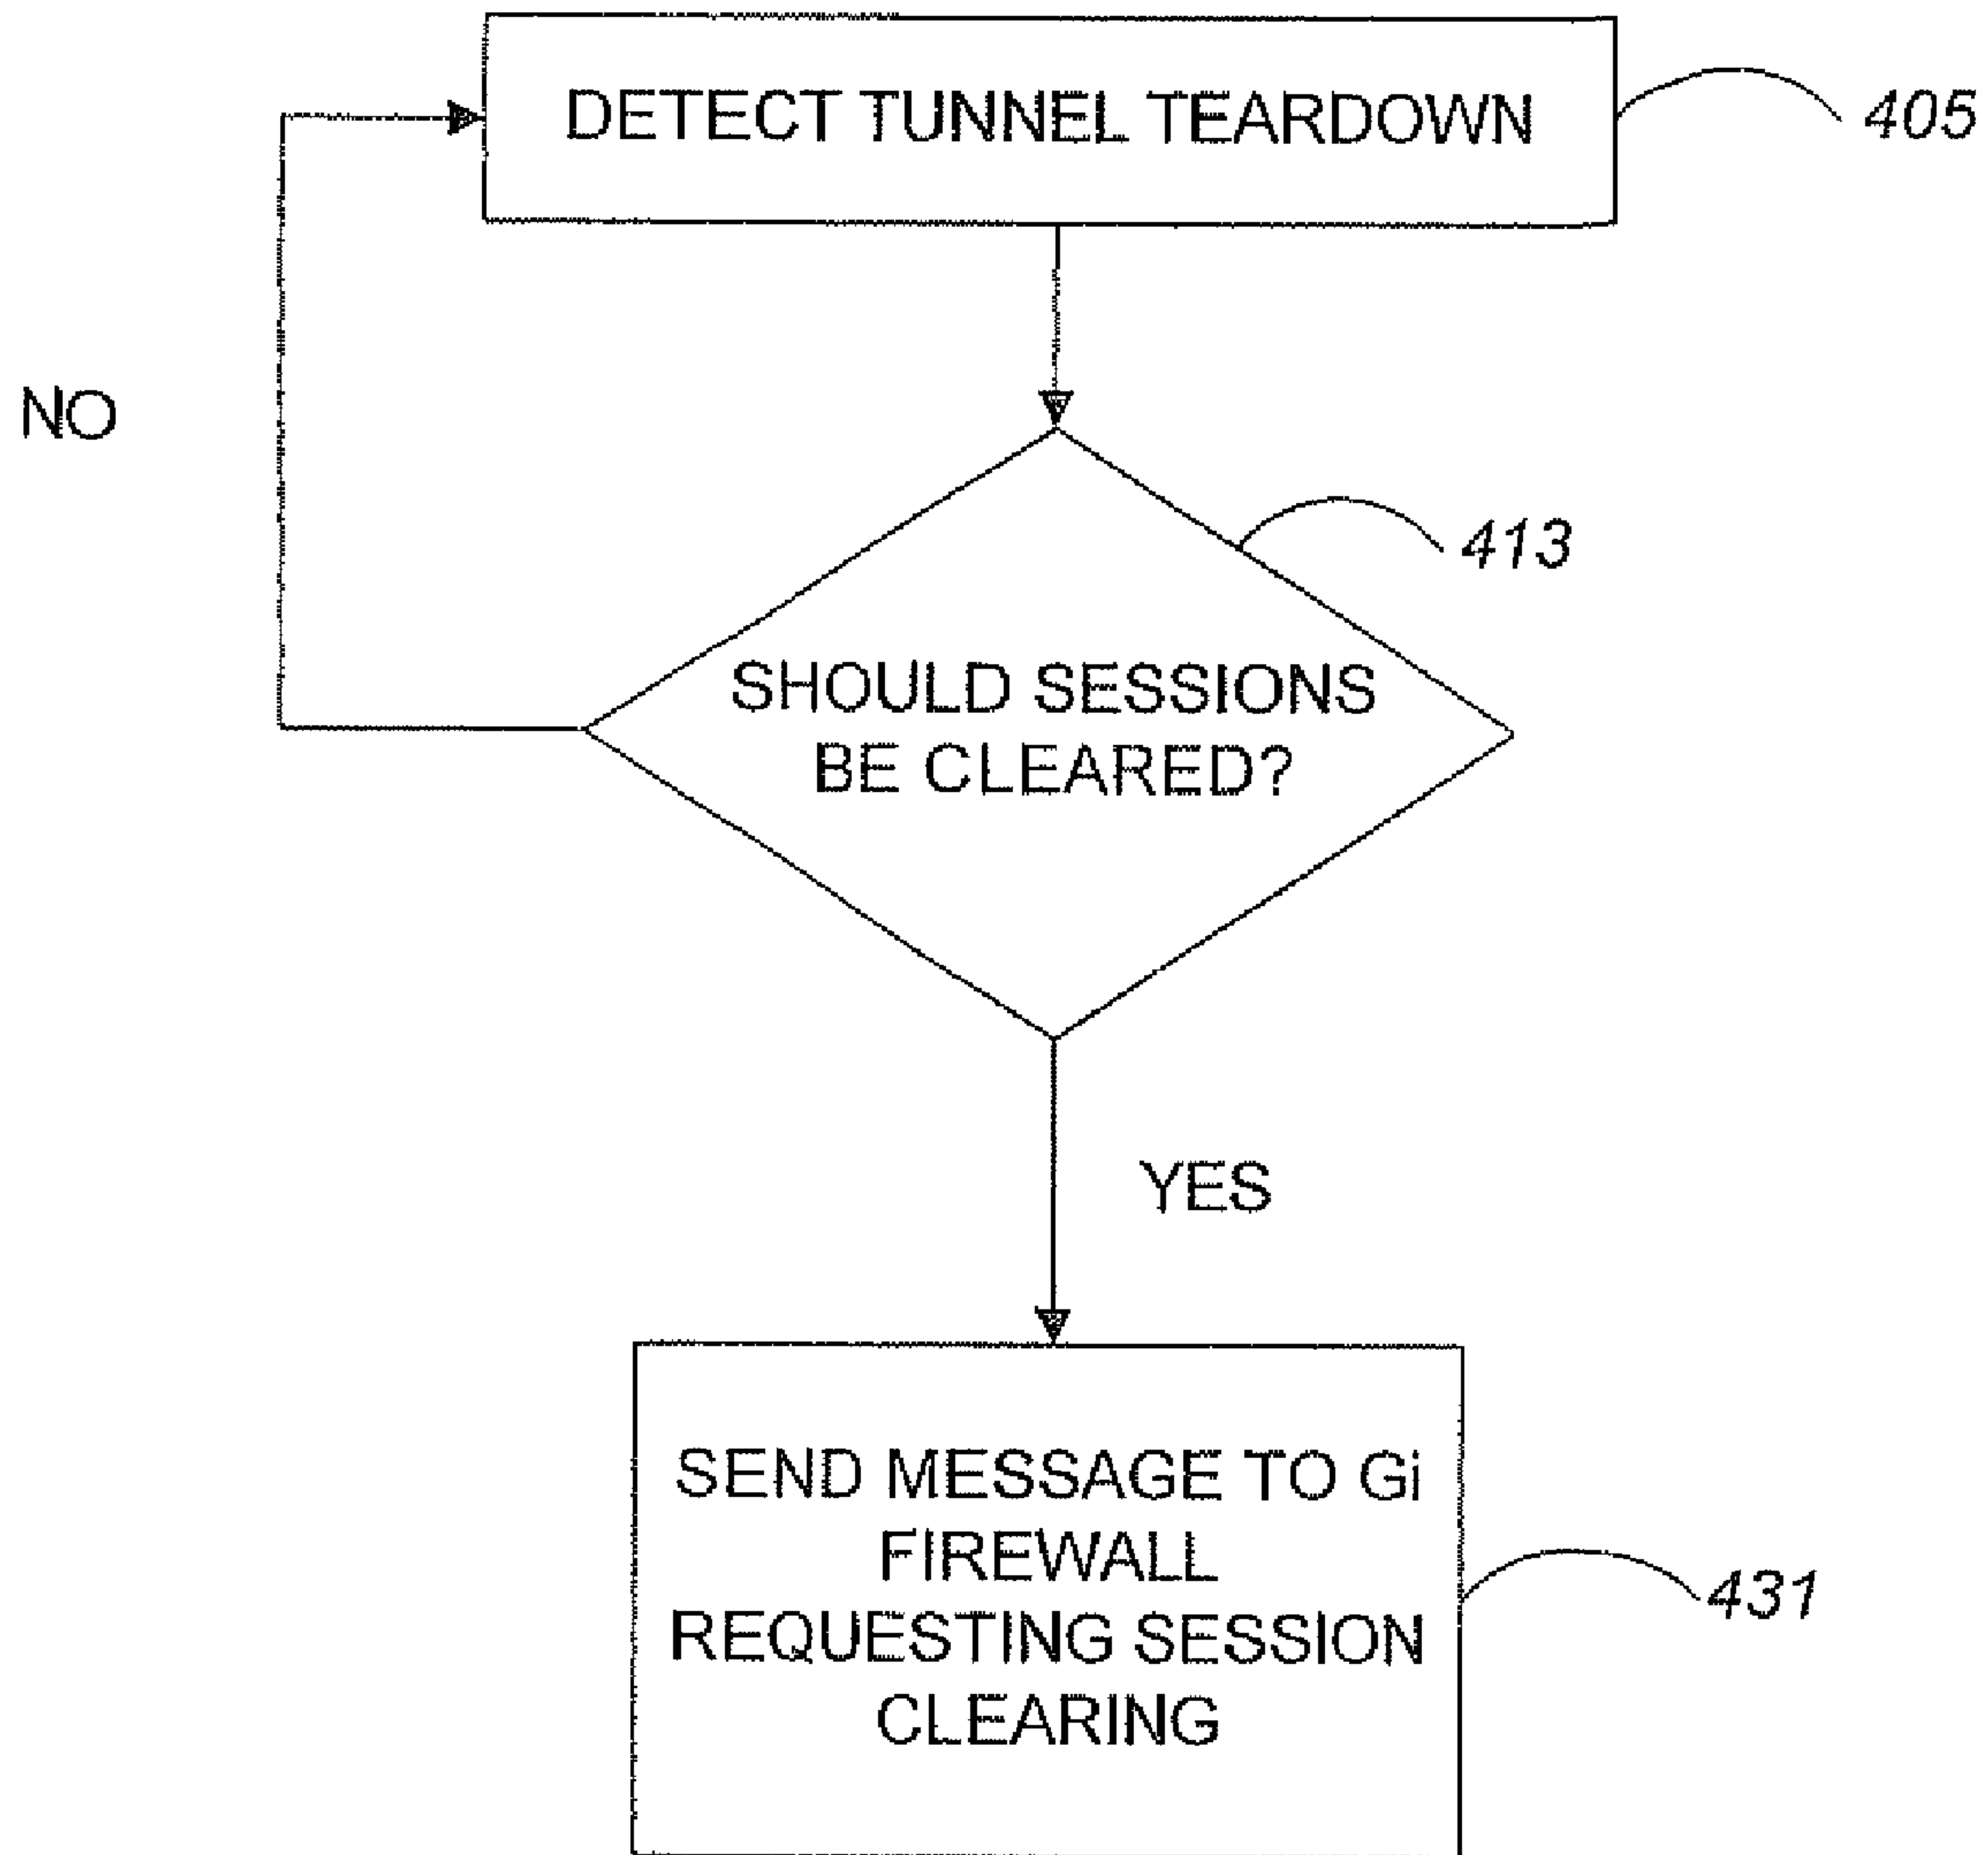 DETECT TUNNEL TEARDOWN
405
NO
413
SHOULD SESSIONS
BE CLEARED?
YES
SEND MESSAGE TO Gi
FIREWALL
REQUESTING SESSION
CLEARING
431